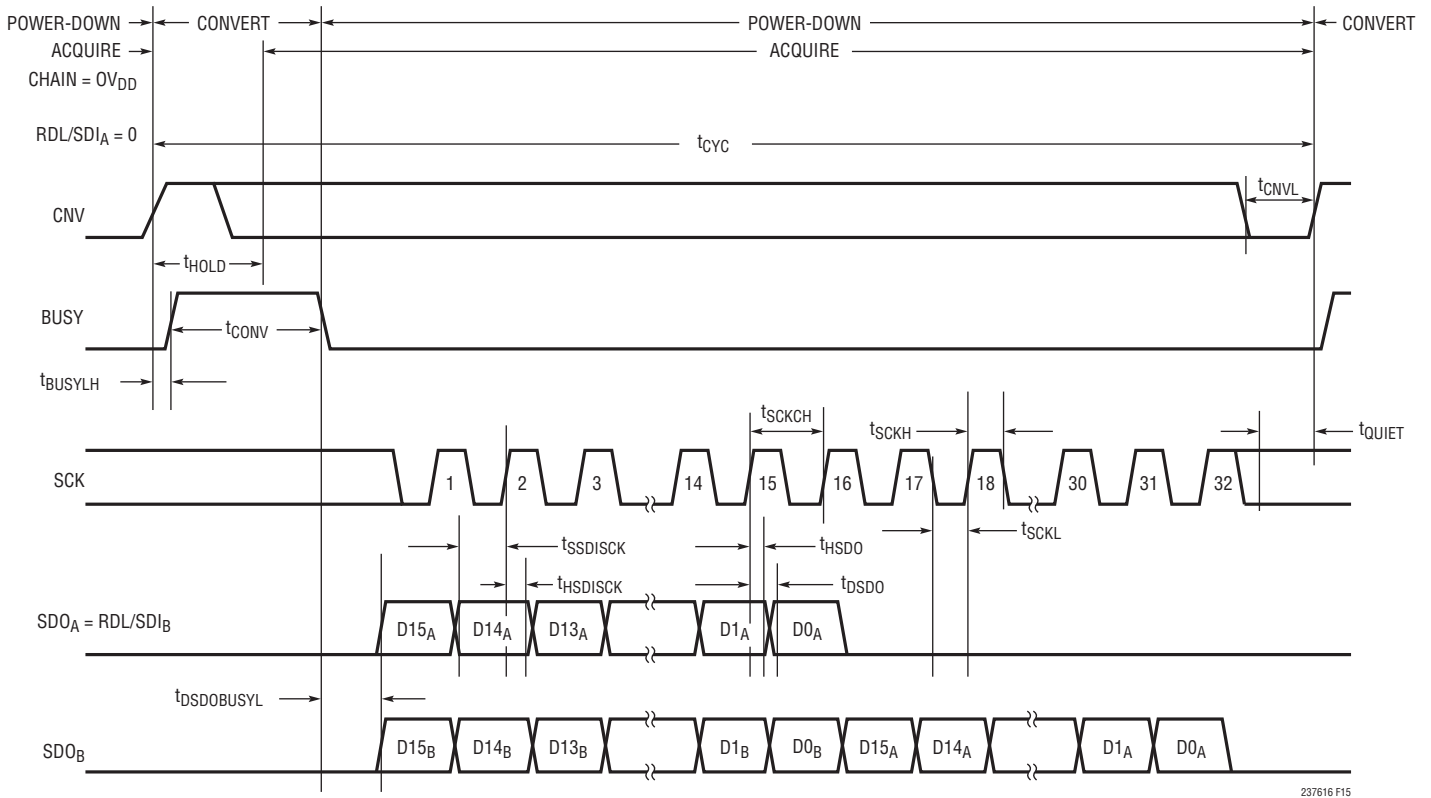 POWER-DOWN CONVERT POWER-DOWN CONVERT
ACQUIRE ACQUIRE
CHAIN = OVDD
RDL/SDIA = 0
tCYC
tCNVL
CNV
tHOLD
BUSY
tCONV
tBUSYLH
tSCKCH
tSCKH
tQUIET
SCK
1 2 3 14 15 16 17 18 30 31 32
tSCKL
tSSDISCK
tHSDO
tHSDISCK
tDSDO
SDOA = RDL/SDIB
D15A D14A D13A D1A D0A
tDSDOBUSYL
SDOB
D15B D14B D13B D1B D0B D15A D14A D1A D0A
237616 F15